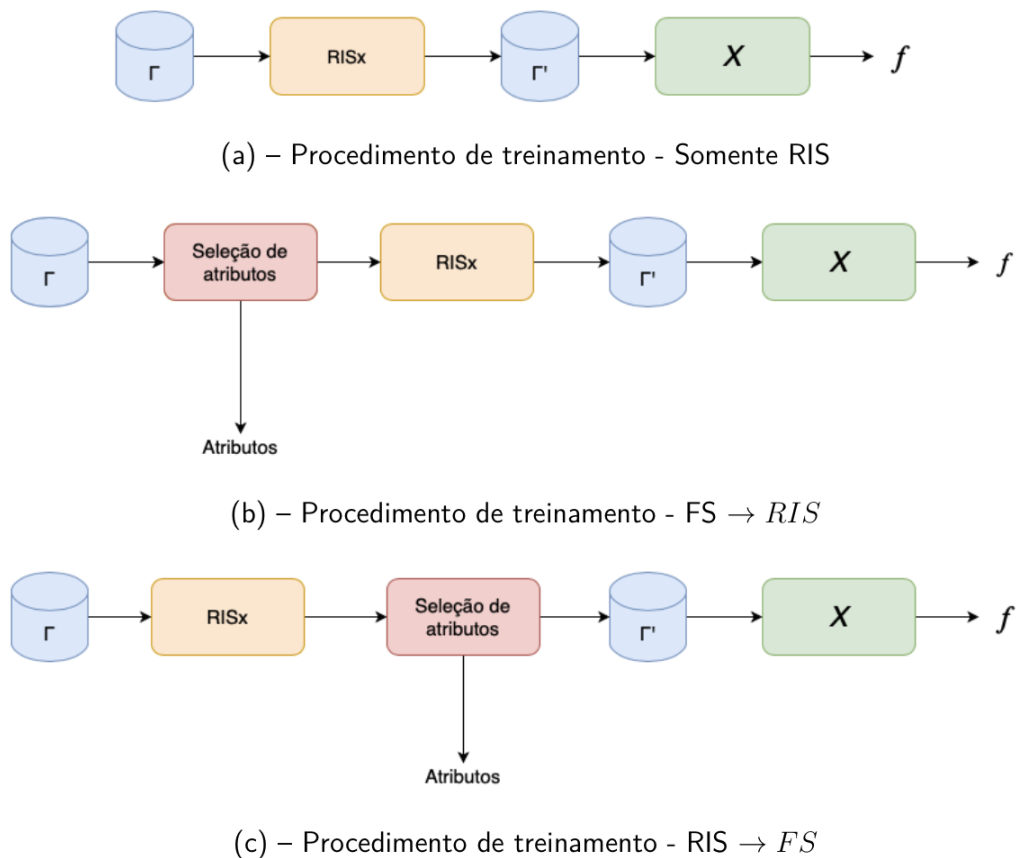 Γ RISx Γ' X f
(a) – Procedimento de treinamento - Somente RIS
Γ Seleção de atributos RISx Γ' X f
Atributos
(b) – Procedimento de treinamento - FS → RIS
Γ RISx Seleção de atributos Γ' X f
Atributos
(c) – Procedimento de treinamento - RIS → FS